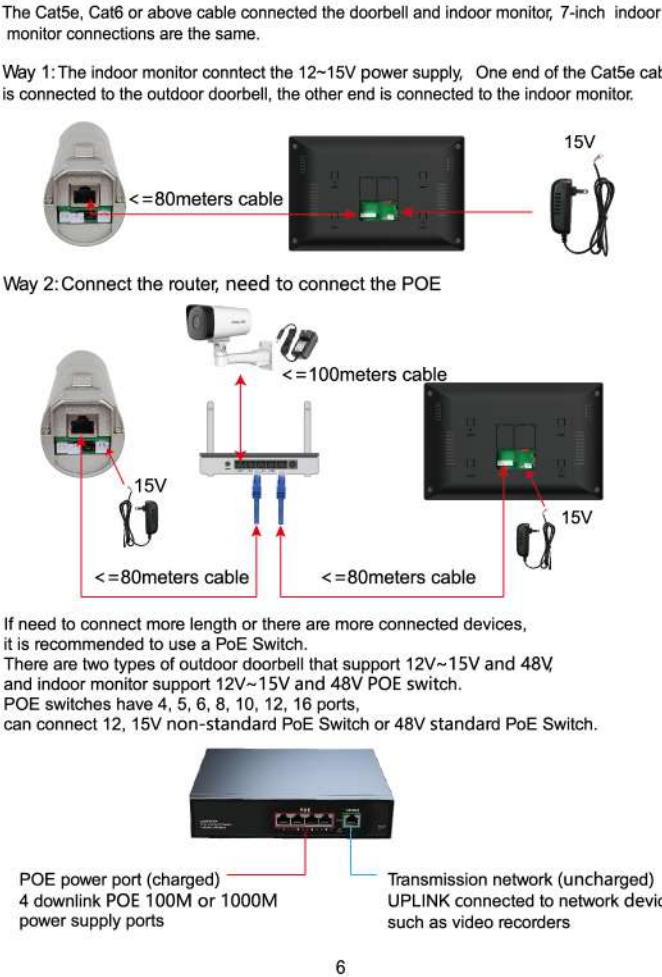 The Cat5e, Cat6 or above cable connected the doorbell and indoor monitor, 7-inch indoor
monitor connections are the same.
Way 1: The indoor monitor conntect the 12~15V power supply, One end of the Cat5e cab
is connected to the outdoor doorbell, the other end is connected to the indoor monitor.
15V
<=80meters cable
Way 2: Connect the router, need to connect the POE
<=100meters cable
15V
15V
<=80meters cable
<=80meters cable
If need to connect more length or there are more connected devices,
it is recommended to use a PoE Switch.
There are two types of outdoor doorbell that support 12V~15V and 48V,
and indoor monitor support 12V~15V and 48V POE switch.
POE switches have 4, 5, 6, 8, 10, 12, 16 ports,
can connect 12, 15V non-standard PoE Switch or 48V standard PoE Switch.
POE
POE power port (charged)
4 downlink POE 100M or 1000M
power supply ports
Transmission network (uncharged)
UPLINK connected to network devic
such as video recorders
6